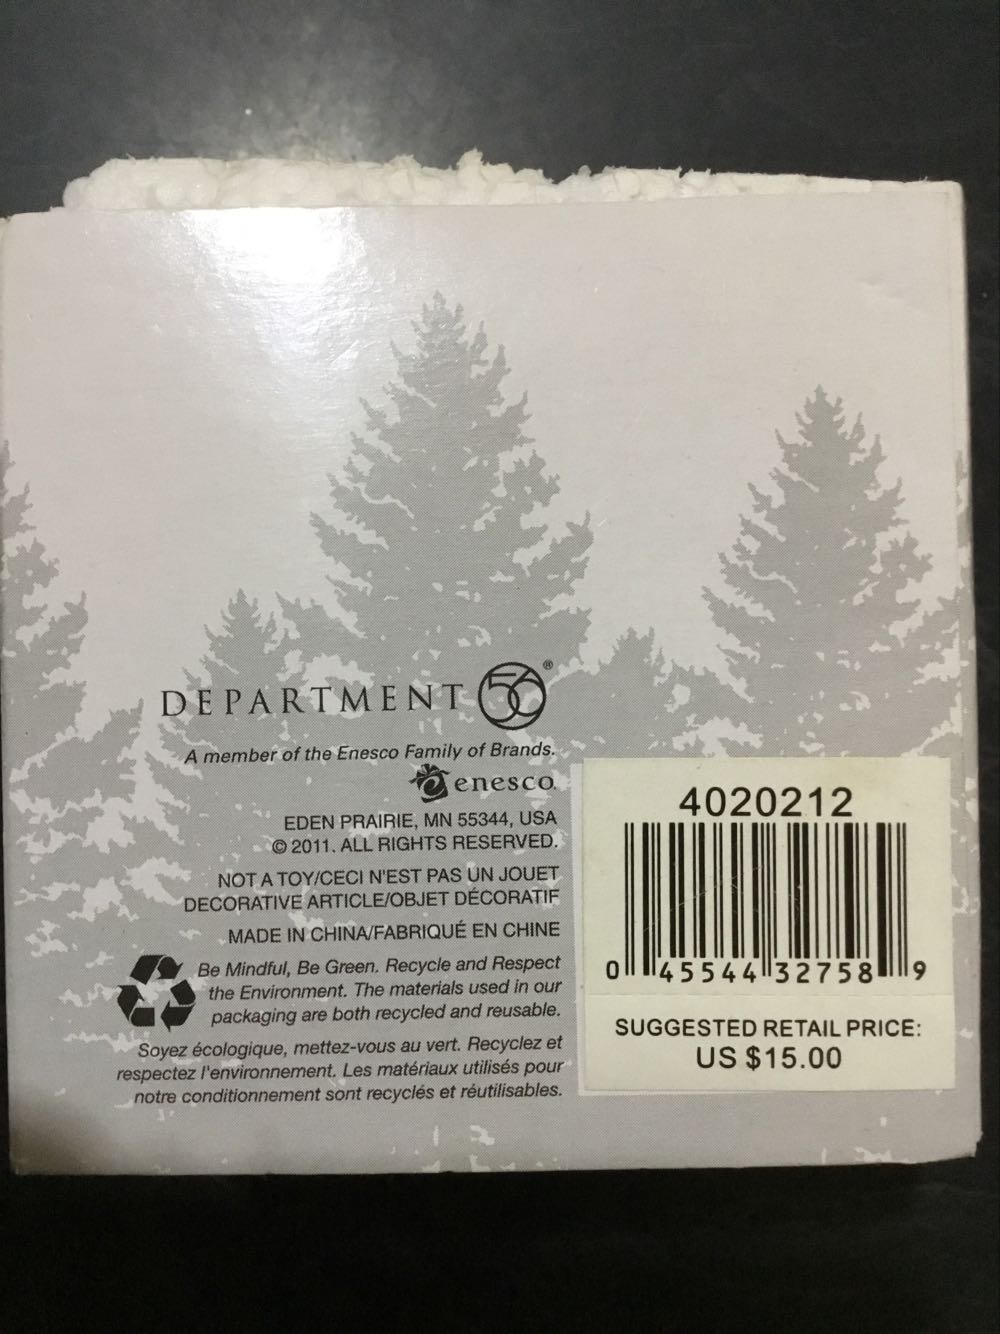 DEPARTMENT 56®
A member of the Enesco Family of Brands.
enesco.
EDEN PRAIRIE, MN 55344, USA
© 2011. ALL RIGHTS RESERVED.
NOT A TOY/CECI N'EST PAS UN JOUET
DECORATIVE ARTICLE/OBJET DÉCORATIF
MADE IN CHINA/FABRIQUÉ EN CHINE
Be Mindful, Be Green. Recycle and Respect
the Environment. The materials used in our
packaging are both recycled and reusable.
Soyez écologique, mettez-vous au vert. Recyclez et
respectez l'environnement. Les matériaux utilisés pour
notre conditionnement sont recyclés et réutilisables.
4020212
0 45544 32758 9
SUGGESTED RETAIL PRICE:
US $15.00